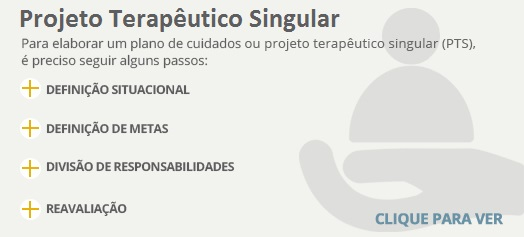 Projeto Terapêutico Singular
Para elaborar um plano de cuidados ou projeto terapêutico singular (PTS),
é preciso seguir alguns passos:
DEFINIÇÃO SITUACIONAL
DEFINIÇÃO DE METAS
DIVISÃO DE RESPONSABILIDADES
REAVALIAÇÃO
CLIQUE PARA VER